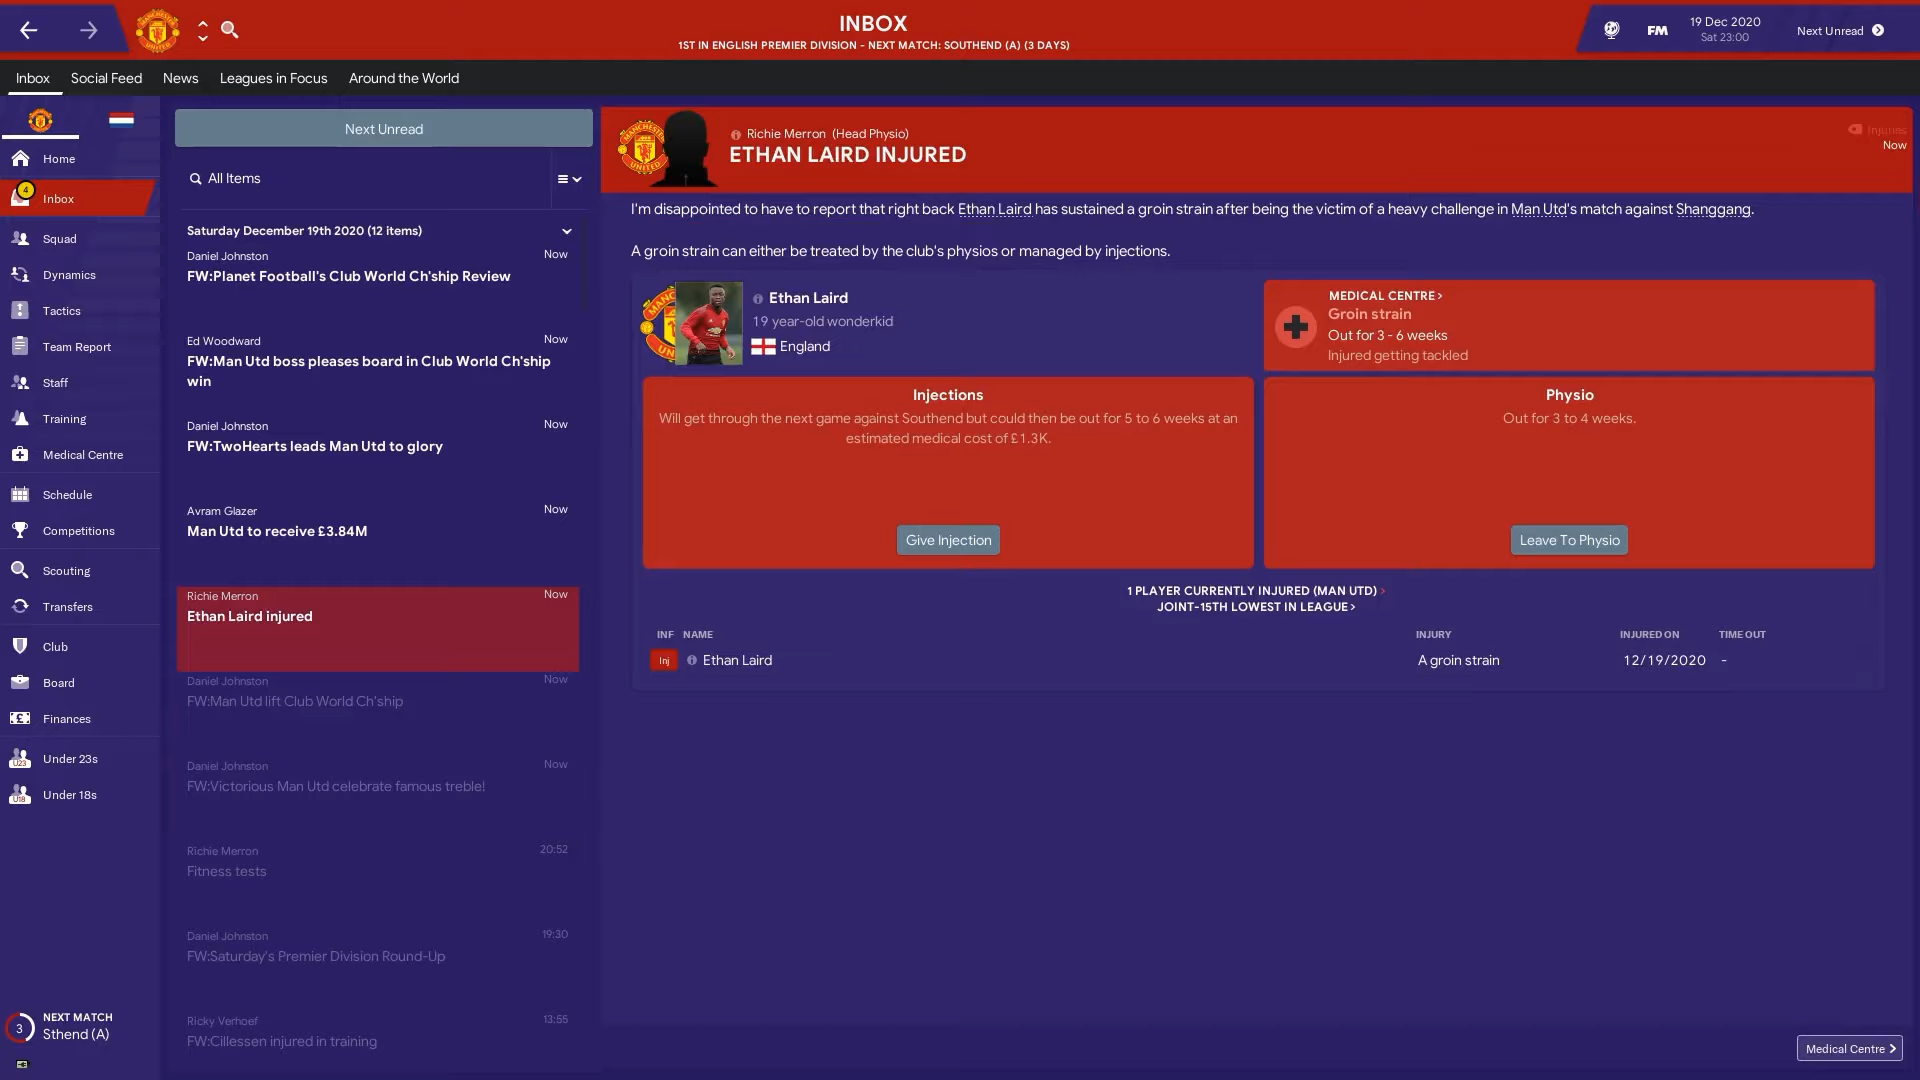 INBOX
1ST IN ENGLISH PREMIER DIVISION - NEXT MATCH: SOUTHEND (A) (3 DAYS)
FM
19 Dec 2020
Sat 23:00
Next Unread
Inbox
Social Feed
News
Leagues in Focus
Around the World
Home
4
Inbox
Squad
Dynamics
Tactics
Team Report
Staff
Training
Medical Centre
Schedule
Competitions
Scouting
Transfers
Club
Board
Finances
U23
Under 23s
U18
Under 18s
3
NEXT MATCH
Sthend (A)
Next Unread
All Items
Saturday December 19th 2020 (12 items)
Daniel Johnston Now
FW:Planet Football's Club World Ch'ship Review
Ed Woodward Now
FW:Man Utd boss pleases board in Club World Ch'ship
win
Daniel Johnston Now
FW:TwoHearts leads Man Utd to glory
Avram Glazer Now
Man Utd to receive £3.84M
Richie Merron Now
Ethan Laird injured
Daniel Johnston Now
FW:Man Utd lift Club World Ch'ship
Daniel Johnston Now
FW:Victorious Man Utd celebrate famous treble!
Richie Merron 20:52
Fitness tests
Daniel Johnston 19:30
FW:Saturday's Premier Division Round-Up
Ricky Verhoef 13:55
FW:Cillessen injured in training
MANCHESTER
UNITED
Richie Merron (Head Physio)
ETHAN LAIRD INJURED
Injuries
Now
I'm disappointed to have to report that right back Ethan Laird has sustained a groin strain after being the victim of a heavy challenge in Man Utd's match against Shanggang.
A groin strain can either be treated by the club's physios or managed by injections.
Ethan Laird
19 year-old wonderkid
England
MEDICAL CENTRE >
Groin strain
Out for 3 - 6 weeks
Injured getting tackled
Injections
Will get through the next game against Southend but could then be out for 5 to 6 weeks at an
estimated medical cost of £1.3K.
Give Injection
Physio
Out for 3 to 4 weeks.
Leave To Physio
1 PLAYER CURRENTLY INJURED (MAN UTD) >
JOINT-15TH LOWEST IN LEAGUE >
INF NAME INJURY INJURED ON TIME OUT
Inj Ethan Laird A groin strain 12/19/2020 -
Medical Centre >